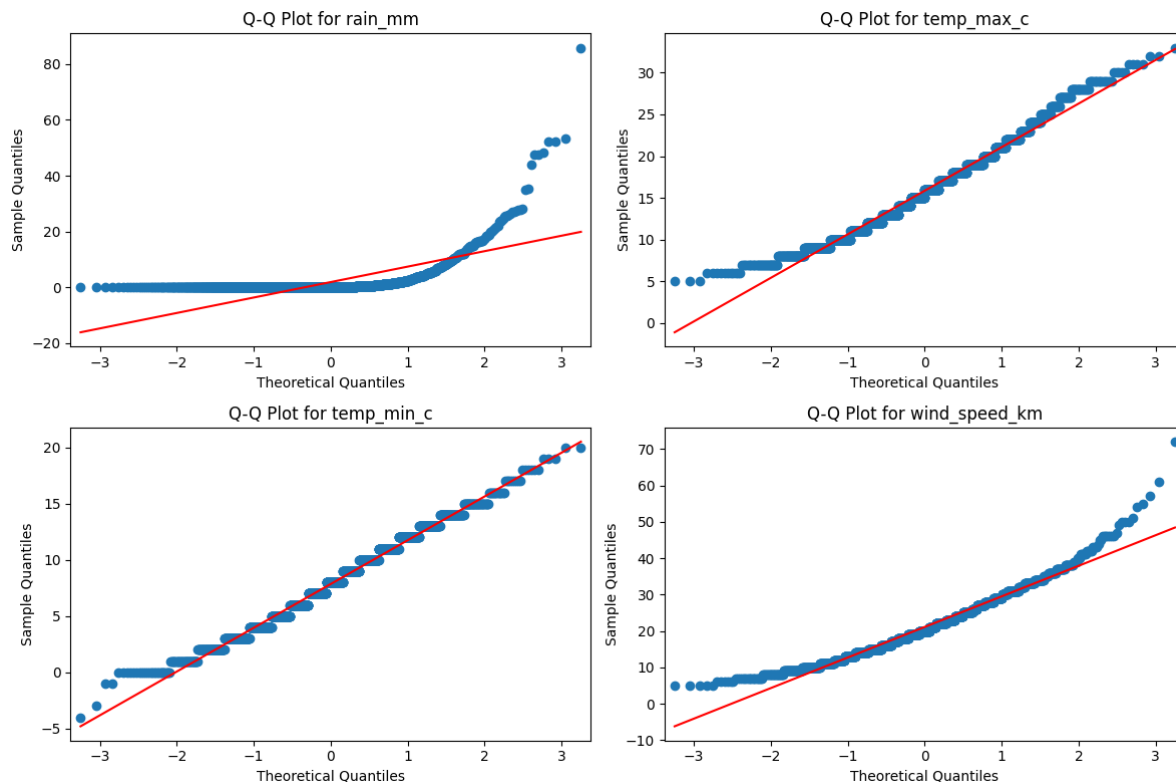 Q-Q Plot for rain_mm
80
60
40
20
0
−20
Sample Quantiles
−3 −2 −1 0 1 2 3
Theoretical Quantiles
Q-Q Plot for temp_max_c
30
25
20
15
10
5
0
Sample Quantiles
−3 −2 −1 0 1 2 3
Theoretical Quantiles
Q-Q Plot for temp_min_c
20
15
10
5
0
−5
Sample Quantiles
−3 −2 −1 0 1 2 3
Theoretical Quantiles
Q-Q Plot for wind_speed_km
70
60
50
40
30
20
10
0
−10
Sample Quantiles
−3 −2 −1 0 1 2 3
Theoretical Quantiles